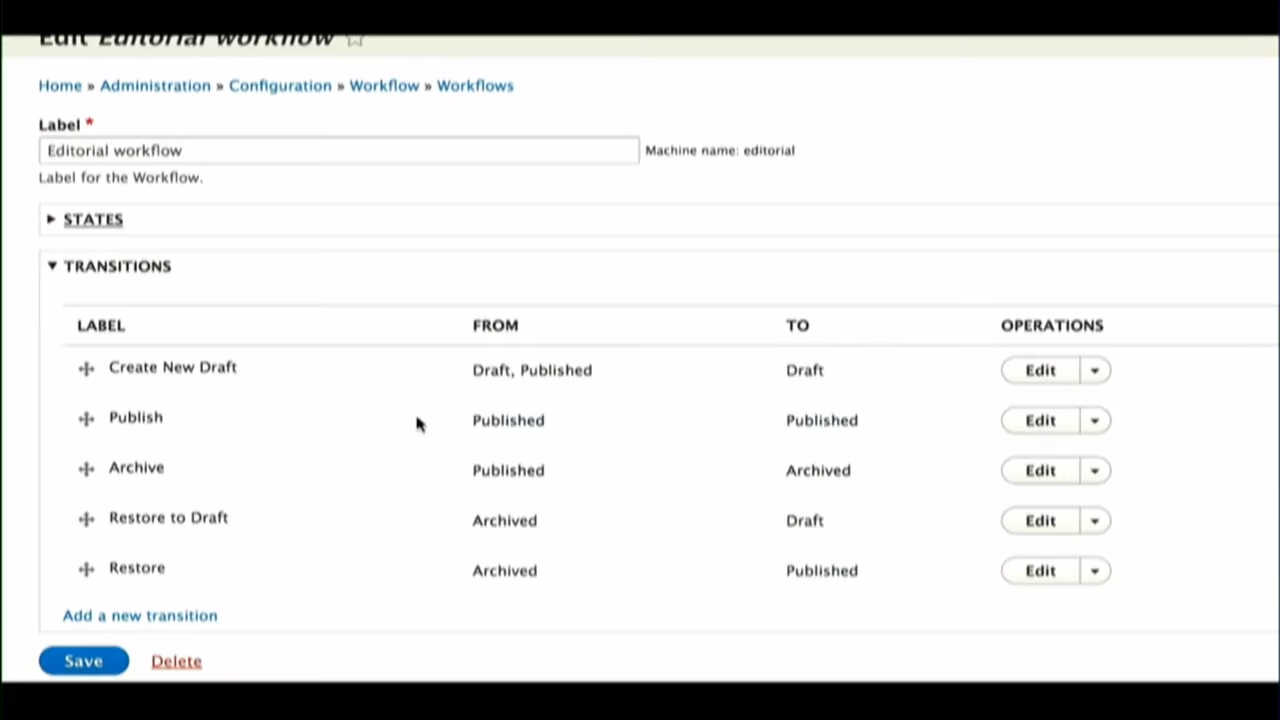 Edit Editorial workflow
Home » Administration » Configuration » Workflow » Workflows
Label *
Editorial workflow Machine name: editorial
Label for the Workflow.
STATES
TRANSITIONS
LABEL FROM TO OPERATIONS
Create New Draft Draft, Published Draft Edit
Publish Published Published Edit
Archive Published Archived Edit
Restore to Draft Archived Draft Edit
Restore Archived Published Edit
Add a new transition
Save Delete